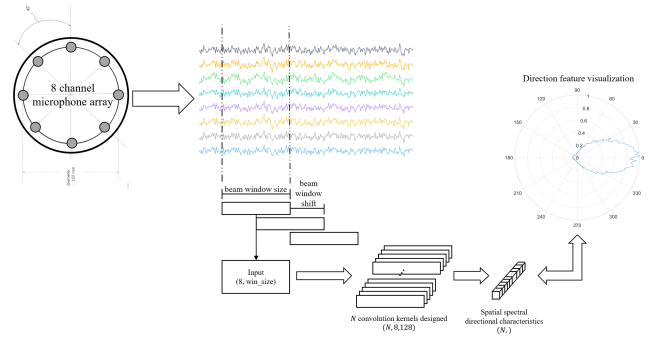 8 channel
microphone array
beam window size
beam
window
shift
Input
(8, win_size)
N convolution kernels designed
(N, 8,128)
Spatial spectral
directional characteristics
(N, )
Direction feature visualization
90
120
60
150
30
180
0
210
330
240
300
270
1
0.8
0.6
0.4
0.2
0